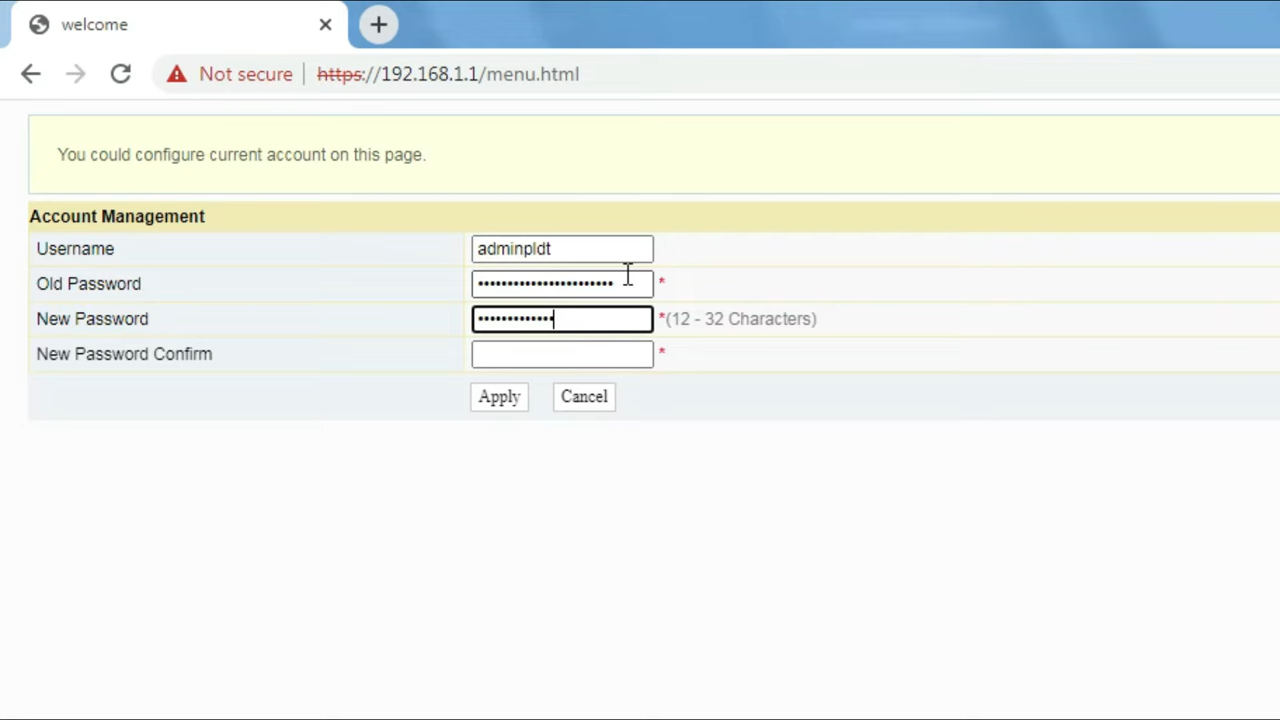 welcome
Not secure https://192.168.1.1/menu.html
You could configure current account on this page.
Account Management
Username adminpldt
Old Password ••••••••••••••••••••••• *
New Password ••••••••••••• *(12 - 32 Characters)
New Password Confirm *
Apply Cancel